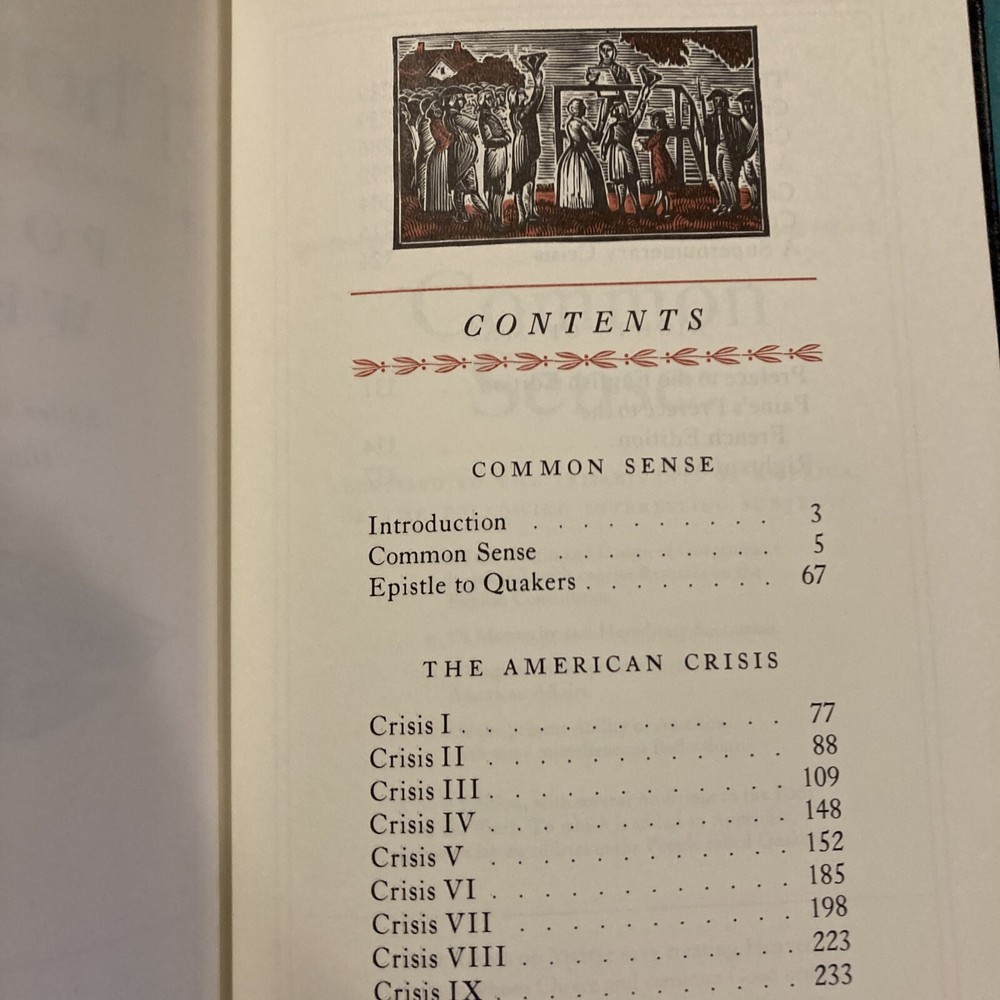 CONTENTS
COMMON SENSE
Introduction . . . . . . . . . . 3
Common Sense . . . . . . . . . 5
Epistle to Quakers . . . . . . . . 67
THE AMERICAN CRISIS
Crisis I . . . . . . . . . . . . . 77
Crisis II . . . . . . . . . . . . 88
Crisis III . . . . . . . . . . . . 109
Crisis IV . . . . . . . . . . . . 148
Crisis V . . . . . . . . . . . . 152
Crisis VI . . . . . . . . . . . . 185
Crisis VII . . . . . . . . . . . 198
Crisis VIII . . . . . . . . . . . 223
Crisis IX . . . . . . . . . . . . 233